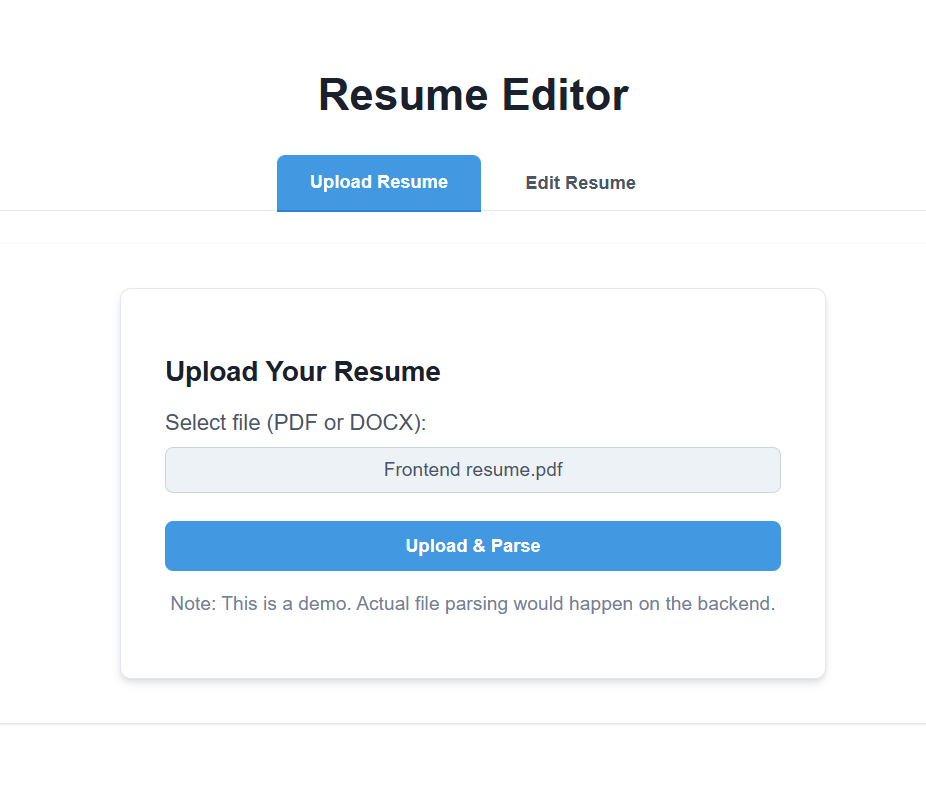 Resume Editor
Upload Resume
Edit Resume
Upload Your Resume
Select file (PDF or DOCX):
Frontend resume.pdf
Upload & Parse
Note: This is a demo. Actual file parsing would happen on the backend.